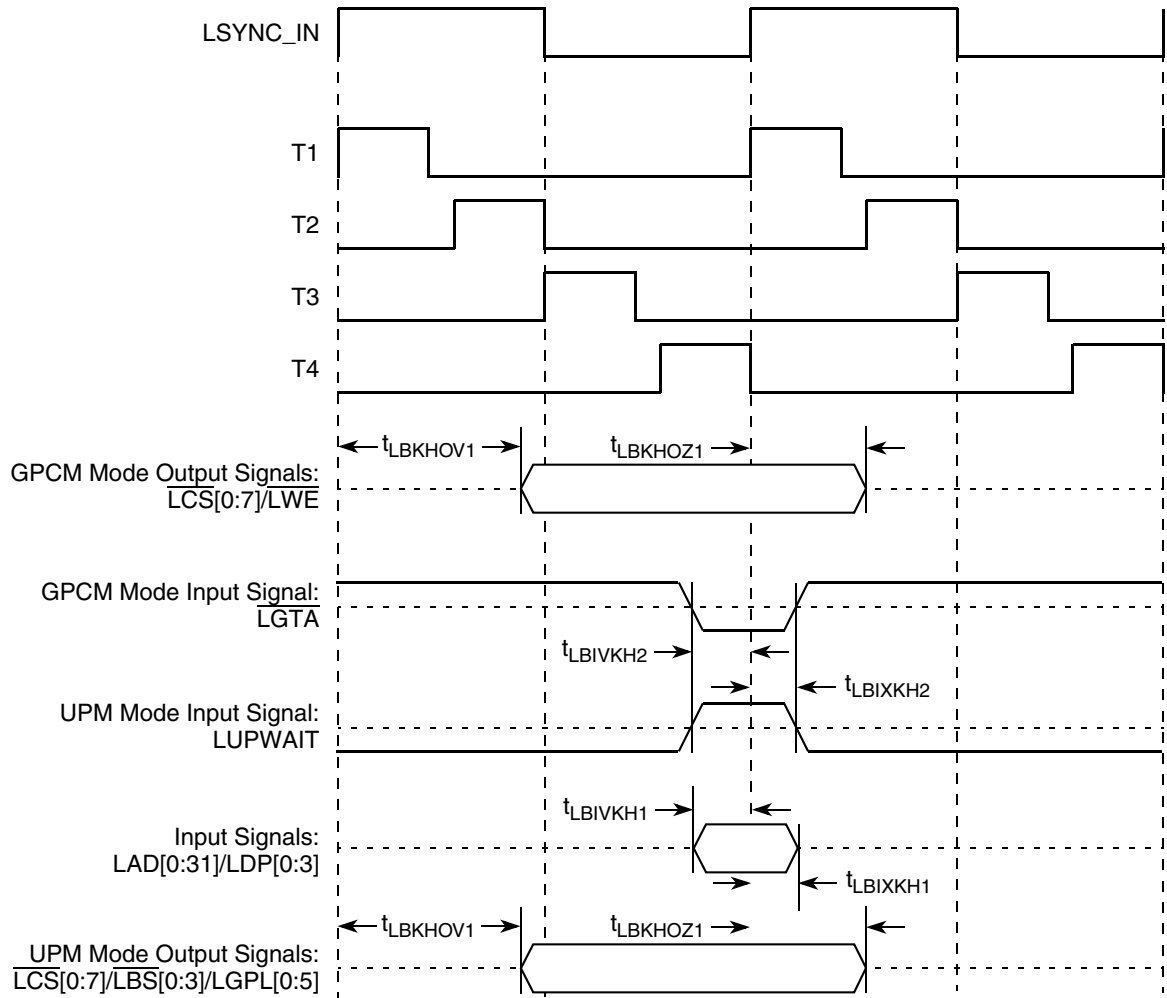 LSYNC_IN
T1
T2
T3
T4
tLBKHOV1
tLBKHOZ1
GPCM Mode Output Signals:
LCS[0:7]/LWE
GPCM Mode Input Signal:
LGTA
tLBIVKH2
tLBIXKH2
UPM Mode Input Signal:
LUPWAIT
tLBIVKH1
Input Signals:
LAD[0:31]/LDP[0:3]
tLBIXKH1
tLBKHOV1
tLBKHOZ1
UPM Mode Output Signals:
LCS[0:7]/LBS[0:3]/LGPL[0:5]